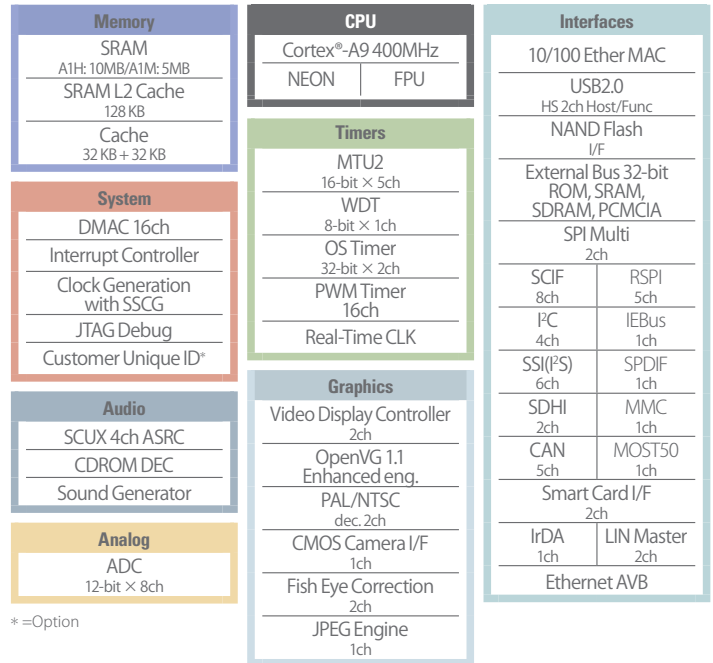 Memory
SRAM
A1H: 10MB/A1M: 5MB
SRAM L2 Cache
128 KB
Cache
32 KB + 32 KB
System
DMAC 16ch
Interrupt Controller
Clock Generation
with SSCG
JTAG Debug
Customer Unique ID*
Audio
SCUX 4ch ASRC
CDROM DEC
Sound Generator
Analog
ADC
12-bit × 8ch
* =Option
CPU
Cortex®-A9 400MHz
NEON FPU
Timers
MTU2
16-bit × 5ch
WDT
8-bit × 1ch
OS Timer
32-bit × 2ch
PWM Timer
16ch
Real-Time CLK
Graphics
Video Display Controller
2ch
OpenVG 1.1
Enhanced eng.
PAL/NTSC
dec. 2ch
CMOS Camera I/F
1ch
Fish Eye Correction
2ch
JPEG Engine
1ch
Interfaces
10/100 Ether MAC
USB2.0
HS 2ch Host/Func
NAND Flash
I/F
External Bus 32-bit
ROM, SRAM,
SDRAM, PCMCIA
SPI Multi
2ch
SCIF RSPI
8ch 5ch
I²C IEBus
4ch 1ch
SSI(I²S) SPDIF
6ch 1ch
SDHI MMC
2ch 1ch
CAN MOST50
5ch 1ch
Smart Card I/F
2ch
IrDA LIN Master
1ch 2ch
Ethernet AVB